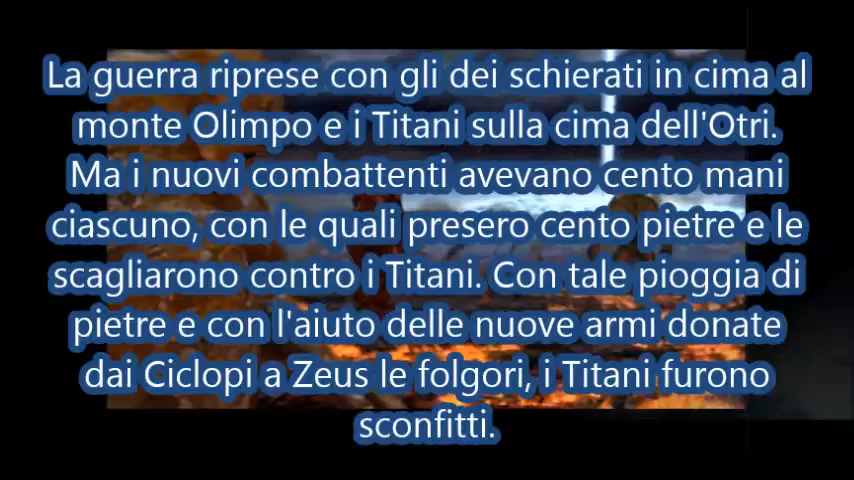 La guerra riprese con gli dei schierati in cima al
monte Olimpo e i Titani sulla cima dell'Otri.
Ma i nuovi combattenti avevano cento mani
ciascuno, con le quali presero cento pietre e le
scagliarono contro i Titani. Con tale pioggia di
pietre e con l'aiuto delle nuove armi donate
dai Ciclopi a Zeus le folgori, i Titani furono
sconfitti.